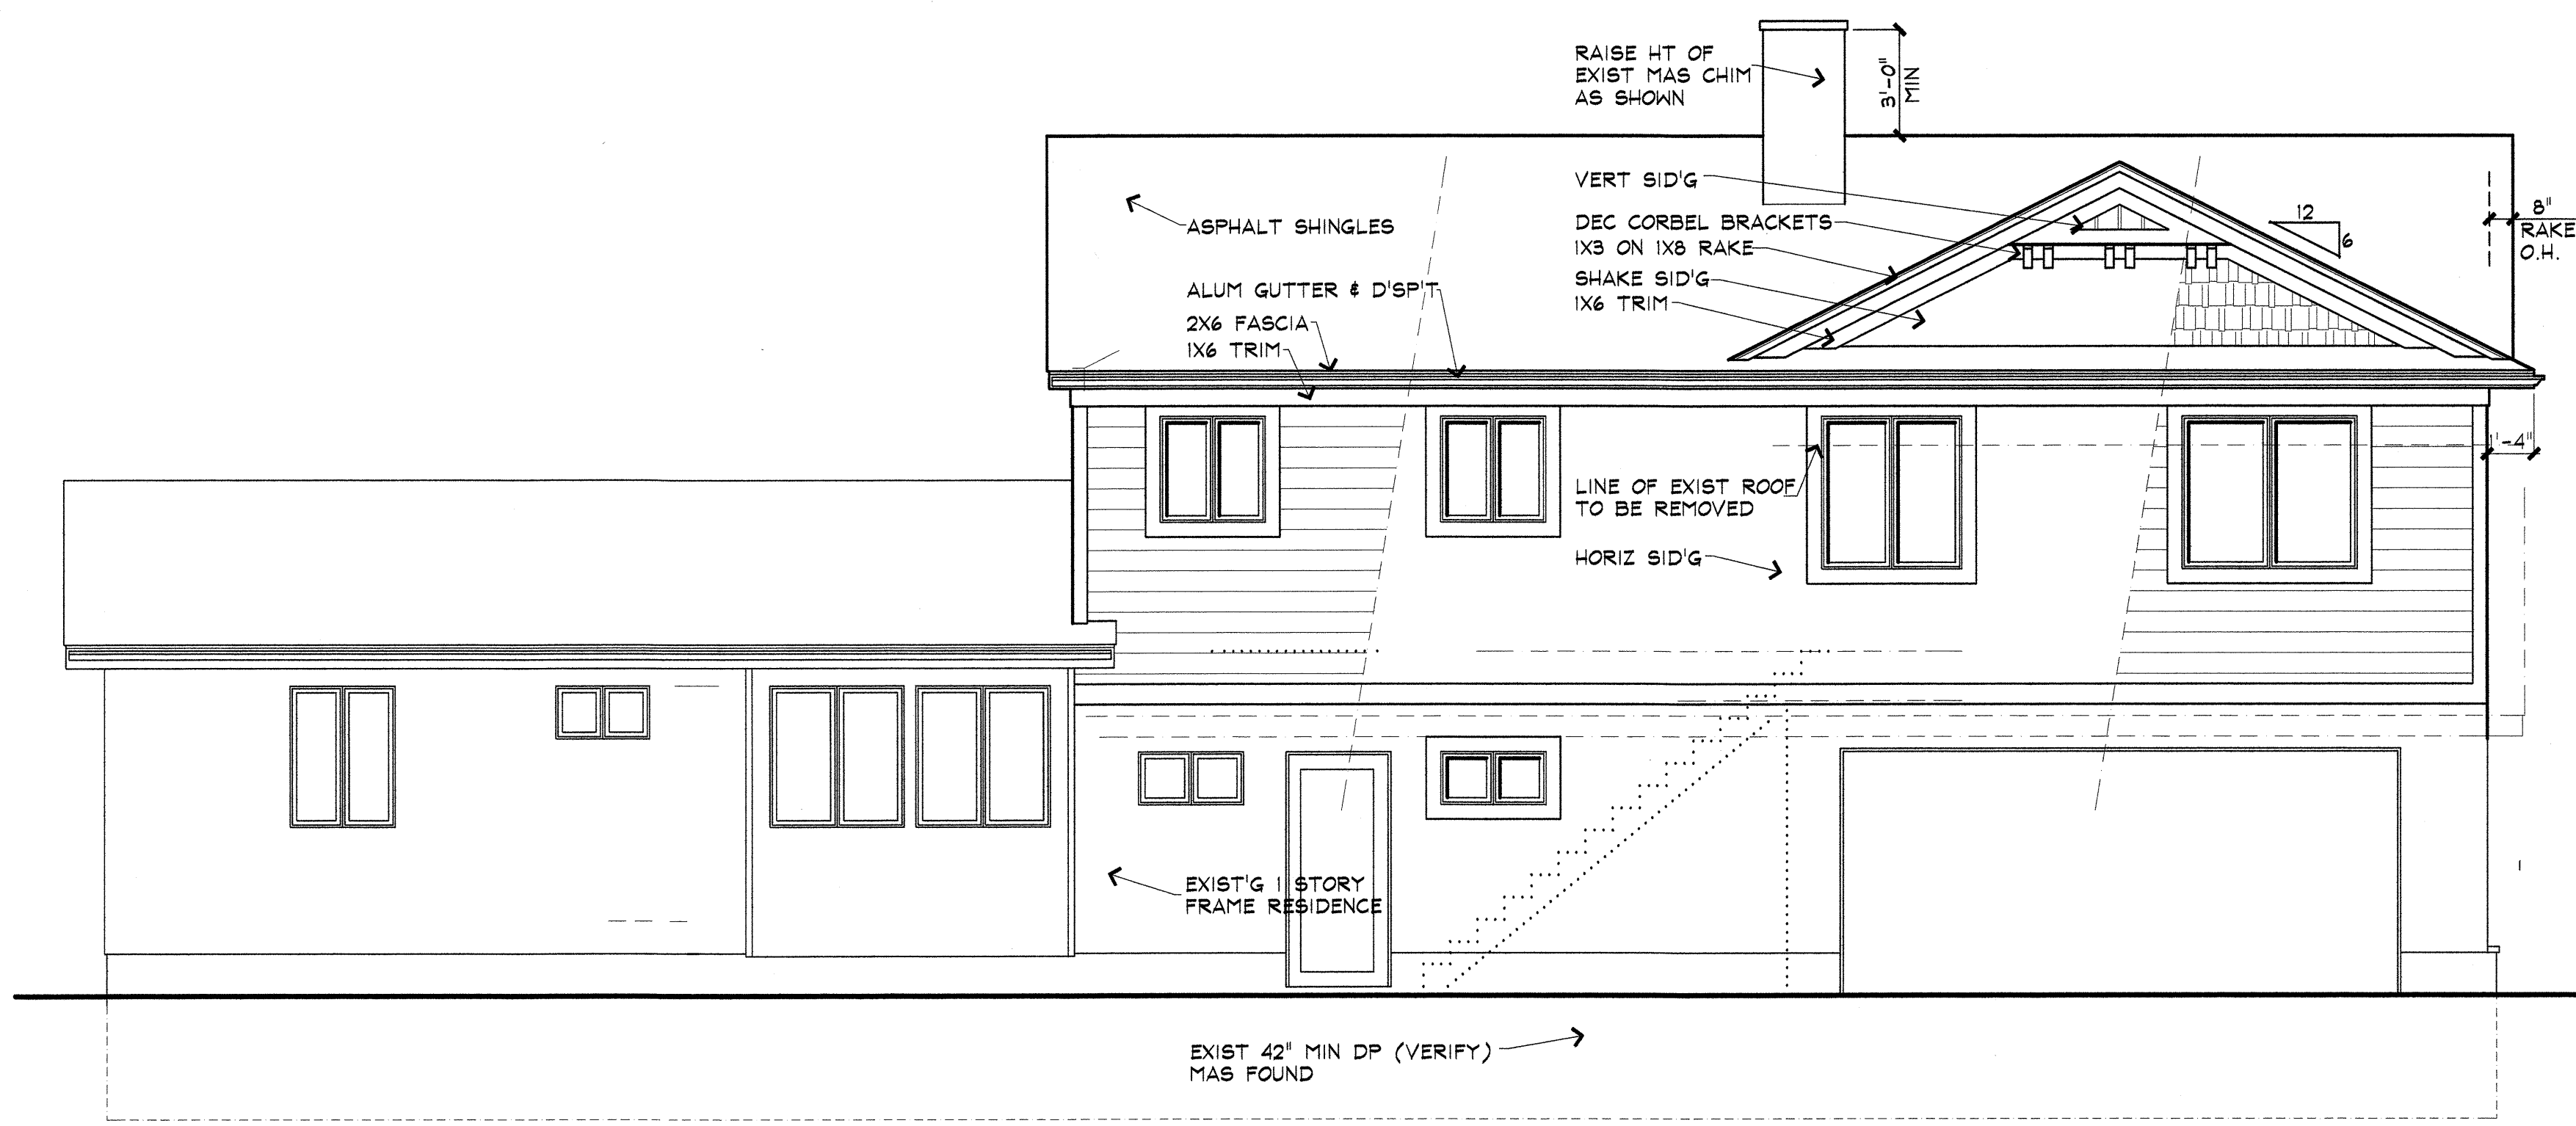 RAISE HT OF
EXIST MAS CHIM
AS SHOWN
3'-0"
MIN
VERT SID'G
DEC CORBEL BRACKETS
1X3 ON 1X8 RAKE
SHAKE SID'G
1X6 TRIM
12
6
8"
RAKE
O.H.
ASPHALT SHINGLES
ALUM GUTTER & D'SP'T
2X6 FASCIA
1X6 TRIM
1'-4"
LINE OF EXIST ROOF
TO BE REMOVED
HORIZ SID'G
EXIST'G 1 STORY
FRAME RESIDENCE
EXIST 42" MIN DP (VERIFY)
MAS FOUND